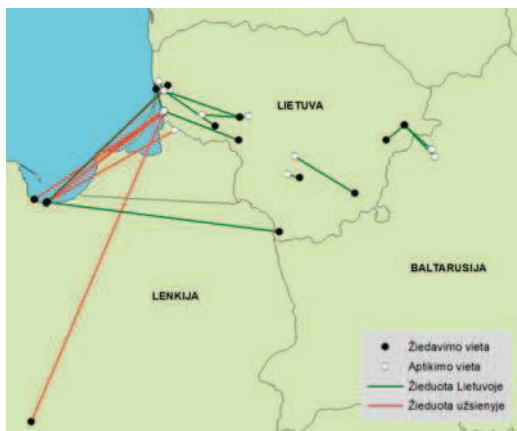 LIETUVA
BALTARUSIJA
LENKIJA
Žiedavimo vieta
Aptikimo vieta
Žieduota Lietuvoje
Žieduota užsienyje